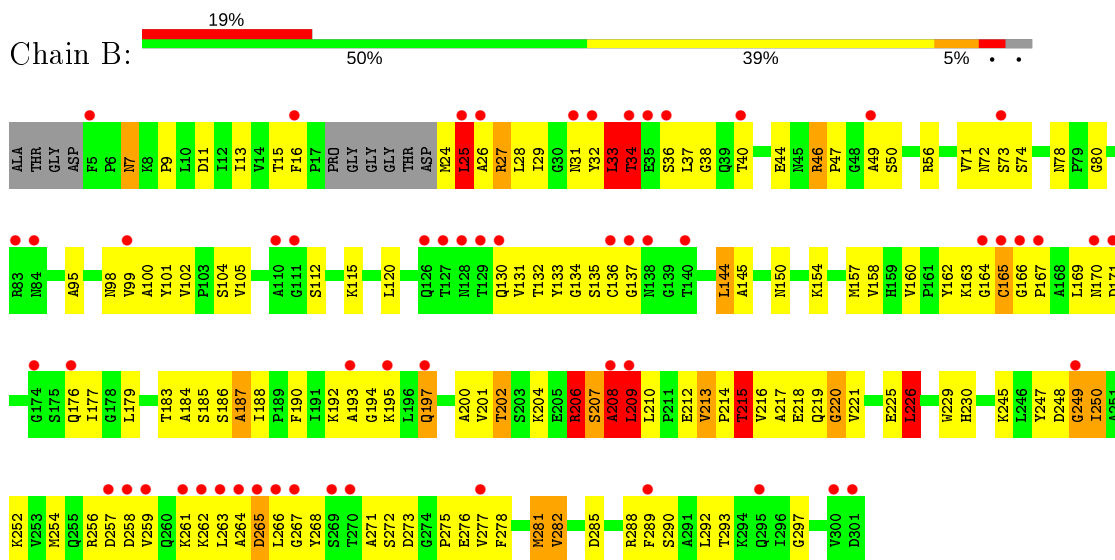 19%
Chain B:
50% 39% 5% • •
ALA THR GLY ASP F5 P6 N7 K8 P9 L10 D11 I12 I13 V14 T15 F16 P17 PRO GLY GLY GLY THR ASP M24 L25 A26 R27 L28 I29 G30 N31 Y32 L33 T34 E35 S36 L37 G38 Q39 T40 E44 N45 R46 P47 G48 A49 S50 R56 V71 N72 S73 S74 N78 P79 G80
R83 N84 A95 N98 V99 A100 Y101 V102 P103 S104 V105 A110 G111 S112 K115 L120 Q126 T127 N128 T129 Q130 V131 T132 Y133 G134 S135 C136 G137 N138 G139 T140 L144 A145 N150 K154 M157 V158 H159 V160 P161 Y162 K163 G164 C165 G166 P167 A168 L169 N170 D171
G174 S175 Q176 I177 G178 L179 T183 A184 S185 S186 A187 I188 P189 F190 I191 K192 A193 G194 K195 L196 Q197 A200 V201 T202 S203 K204 E205 R206 S207 A208 L209 L210 P211 E212 V213 P214 T215 V216 A217 E218 Q219 G220 V221 E225 L226 W229 H230 K245 L246 Y247 D248 G249 I250 A251
K252 V253 M254 Q255 R256 D257 D258 V259 Q260 K261 K262 L263 A264 D265 L266 G267 Y268 S269 T270 A271 S272 D273 G274 P275 E276 V277 F278 M281 V282 D285 R288 F289 S290 A291 L292 T293 K294 Q295 I296 G297 V300 D301